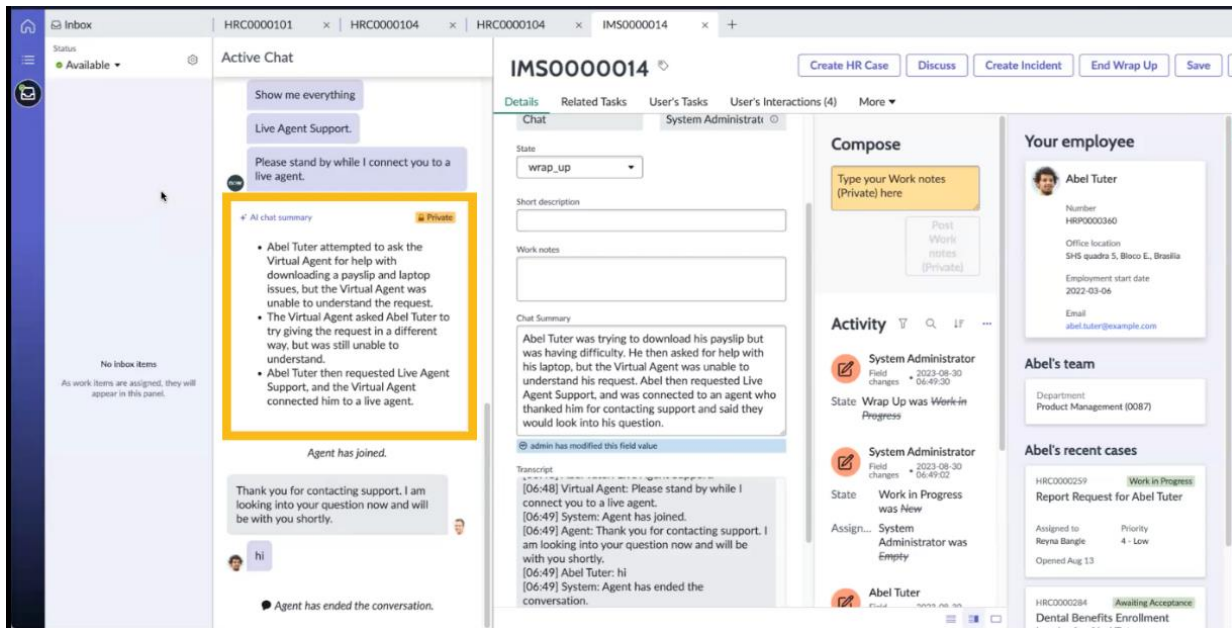 Inbox
HRC0000101 ×
HRC0000104 ×
HRC0000104 ×
IMS0000014 ×
+
Status
Available
No inbox items
As work items are assigned, they will
appear in this panel.
Active Chat
Show me everything
Live Agent Support.
Please stand by while I connect you to a
live agent.
AI chat summary
Private
• Abel Tuter attempted to ask the
Virtual Agent for help with
downloading a payslip and laptop
issues, but the Virtual Agent was
unable to understand the request.
• The Virtual Agent asked Abel Tuter to
try giving the request in a different
way, but was still unable to
understand.
• Abel Tuter then requested Live Agent
Support, and the Virtual Agent
connected him to a live agent.
Agent has joined.
Thank you for contacting support. I am
looking into your question now and will
be with you shortly.
hi
Agent has ended the conversation.
IMS0000014
Create HR Case
Discuss
Create Incident
End Wrap Up
Save
Details
Related Tasks
User's Tasks
User's Interactions (4)
More
Chat
System Administrat
State
wrap_up
Short description
Work notes
Chat Summary
Abel Tuter was trying to download his payslip but
was having difficulty. He then asked for help with
his laptop, but the Virtual Agent was unable to
understand his request. Abel then requested Live
Agent Support, and was connected to an agent who
thanked him for contacting support and said they
would look into his question.
admin has modified this field value
Transcript
[06:48] Virtual Agent: Please stand by while I
connect you to a live agent.
[06:49] System: Agent has joined.
[06:49] Agent: Thank you for contacting support. I
am looking into your question now and will be
with you shortly.
[06:49] Abel Tuter: hi
[06:49] System: Agent has ended the
conversation.
Compose
Type your Work notes
(Private) here
Post
Work
notes
(Private)
Activity
System Administrator
Field
changes • 2023-08-30
06:49:30
State Wrap Up was Work in
Progress
System Administrator
Field
changes • 2023-08-30
06:49:02
State Work in Progress
was New
Assign... System
Administrator was
Empty
Abel Tuter
Your employee
Abel Tuter
Number
HRP0000360
Office location
SHS quadra 5, Bloco E., Brasilia
Employment start date
2022-03-06
Email
abel.tuter@example.com
Abel's team
Department
Product Management (0087)
Abel's recent cases
HRC0000259 Work in Progress
Report Request for Abel Tuter
Assigned to Priority
Reyna Bangle 4 - Low
Opened Aug 13
HRC0000284 Awaiting Acceptance
Dental Benefits Enrollment